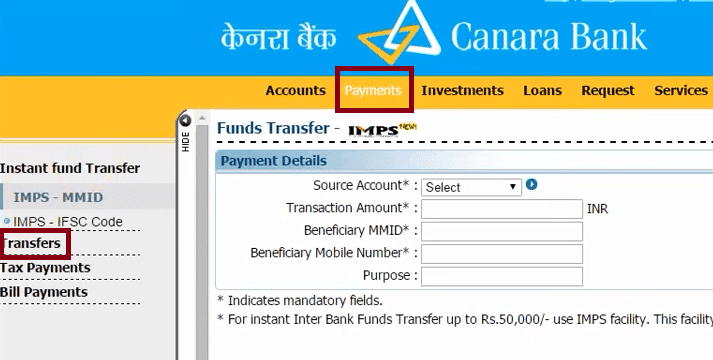 केनरा बैंक Canara Bank
Accounts Payments Investments Loans Request Services
HIDE
Funds Transfer - IMPS NEW!
Payment Details
Instant fund Transfer
IMPS - MMID
IMPS - IFSC Code
Transfers
Tax Payments
Bill Payments
Source Account* : Select
Transaction Amount* : INR
Beneficiary MMID* :
Beneficiary Mobile Number* :
Purpose :
* Indicates mandatory fields.
* For instant Inter Bank Funds Transfer up to Rs.50,000/- use IMPS facility. This facility